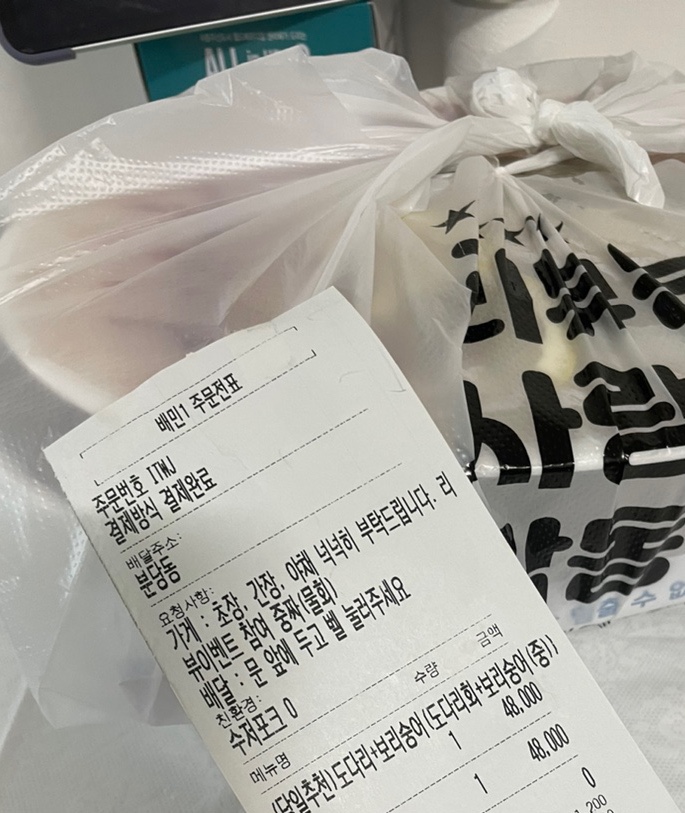 ALL in
배민1 주문전표
주문번호 ITWJ
결제방식 결제완료
배달주소:
분당동
요청사항:
가게 : 초장, 간장, 야채 넉넉히 부탁드립니다. 리
뷰이벤트 참여 중짜(물회)
배달 : 문 앞에 두고 벨 눌러주세요
친환경:
수저포크 0
메뉴명 수량 금액
(당일추천)도다리+보리숭어(도다리회+보리숭어(중))
1 48,000
1 48,000
0